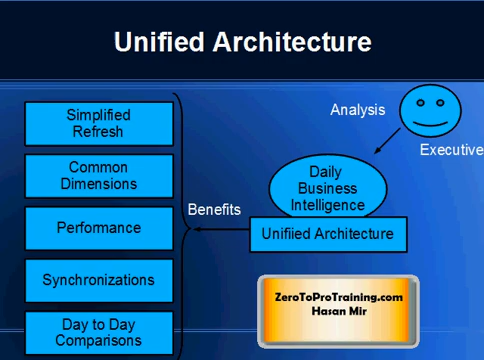 Unified Architecture
Simplified
Refresh
Common
Dimensions
Performance
Synchronizations
Day to Day
Comparisons
Benefits
Analysis
Executive
Daily
Business
Intelligence
Unifiied Architecture
ZeroToProTraining.com
Hasan Mir